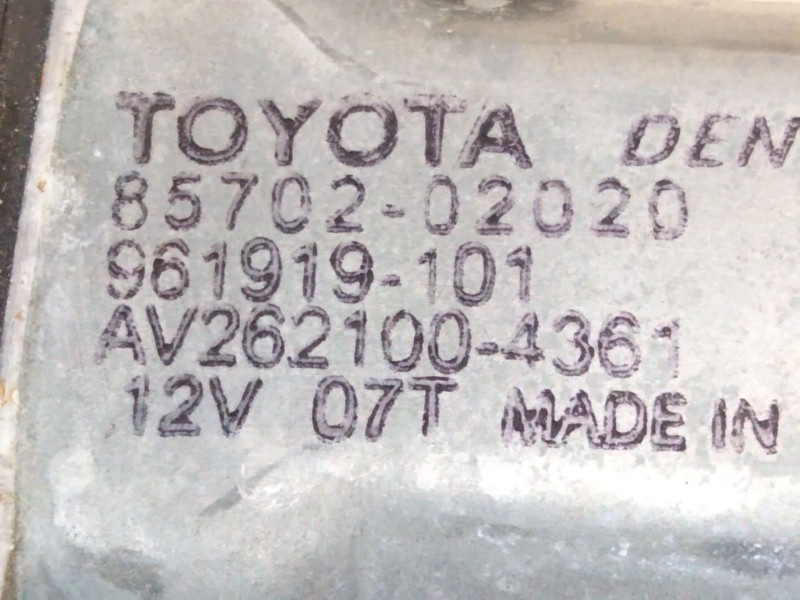 TOYOTA DEN
85702-02020
961919-101
AV262100-4361
12V 07T MADE IN